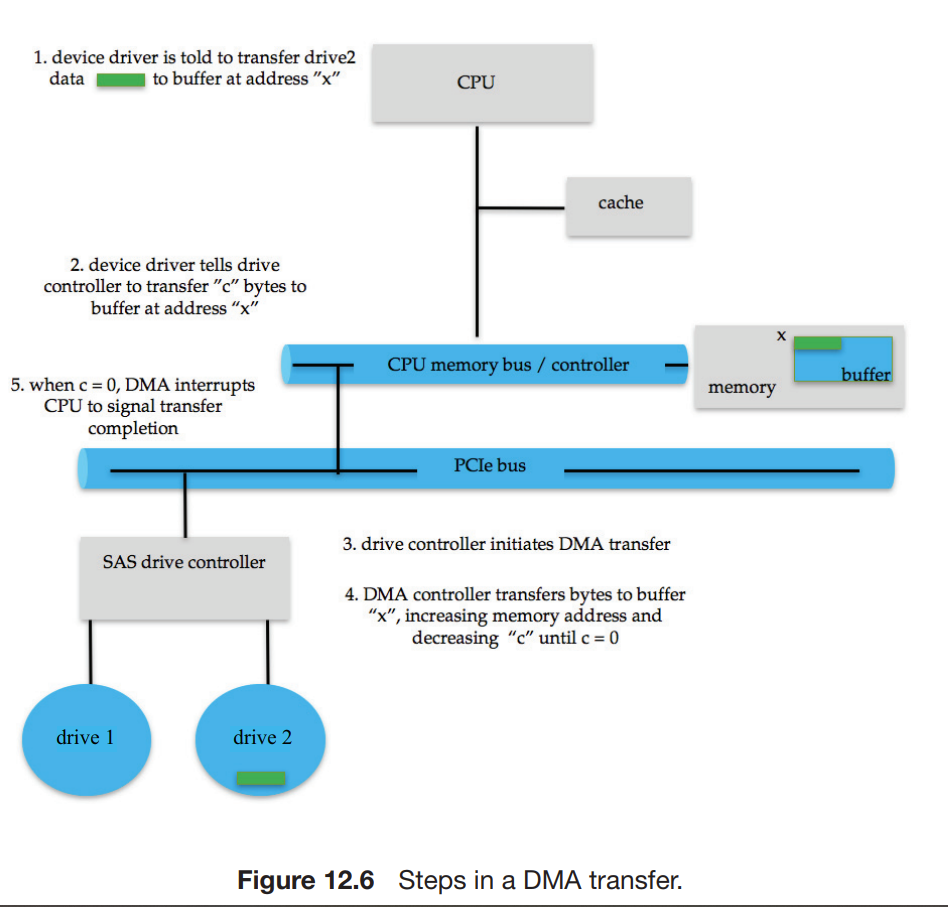 1. device driver is told to transfer drive2
data to buffer at address ”x”
CPU
cache
2. device driver tells drive
controller to transfer ”c” bytes to
buffer at address “x”
x
CPU memory bus / controller
buffer
memory
5. when c = 0, DMA interrupts
CPU to signal transfer
completion
PCIe bus
3. drive controller initiates DMA transfer
SAS drive controller
4. DMA controller transfers bytes to buffer
“x”, increasing memory address and
decreasing “c” until c = 0
drive 1
drive 2
Figure 12.6 Steps in a DMA transfer.